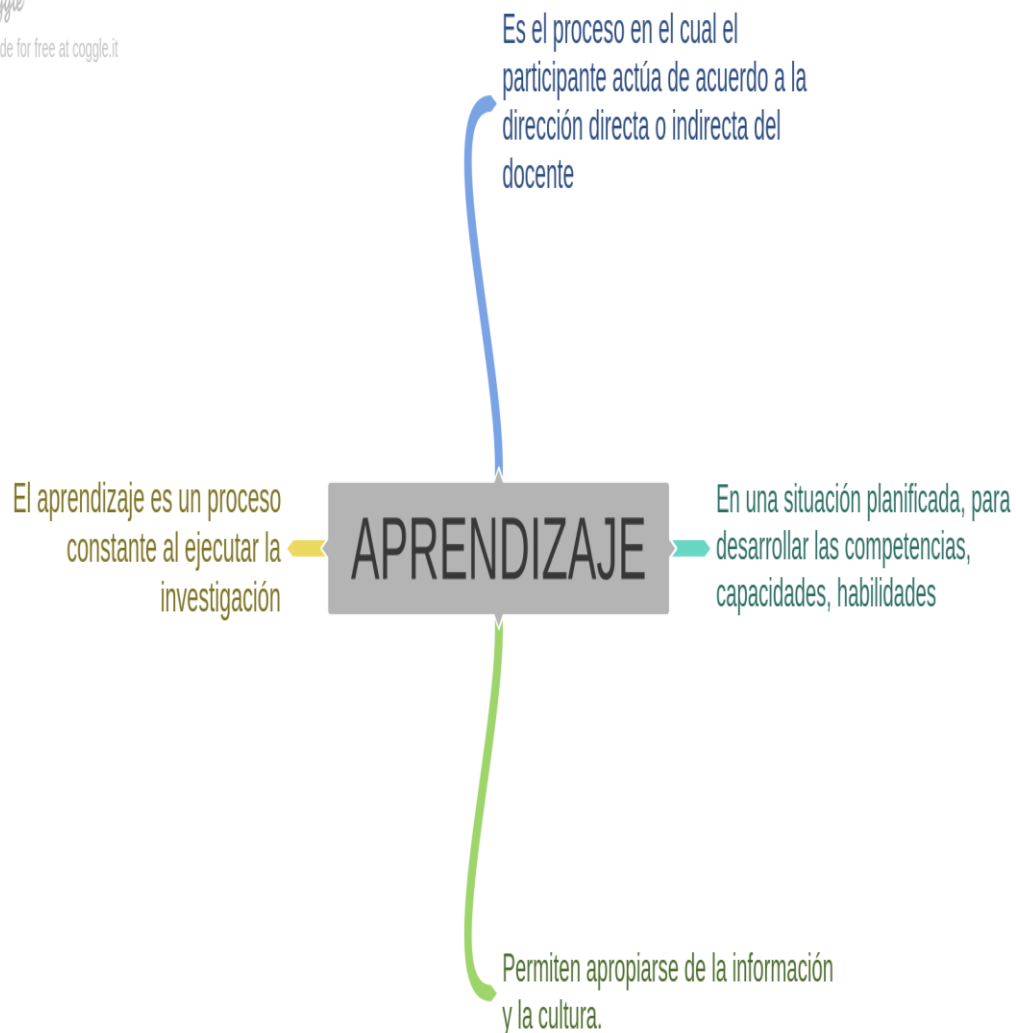 de for free at coggle.it
Es el proceso en el cual el
participante actúa de acuerdo a la
dirección directa o indirecta del
docente
El aprendizaje es un proceso
constante al ejecutar la
investigación
APRENDIZAJE
En una situación planificada, para
desarrollar las competencias,
capacidades, habilidades
Permiten apropiarse de la información
y la cultura.